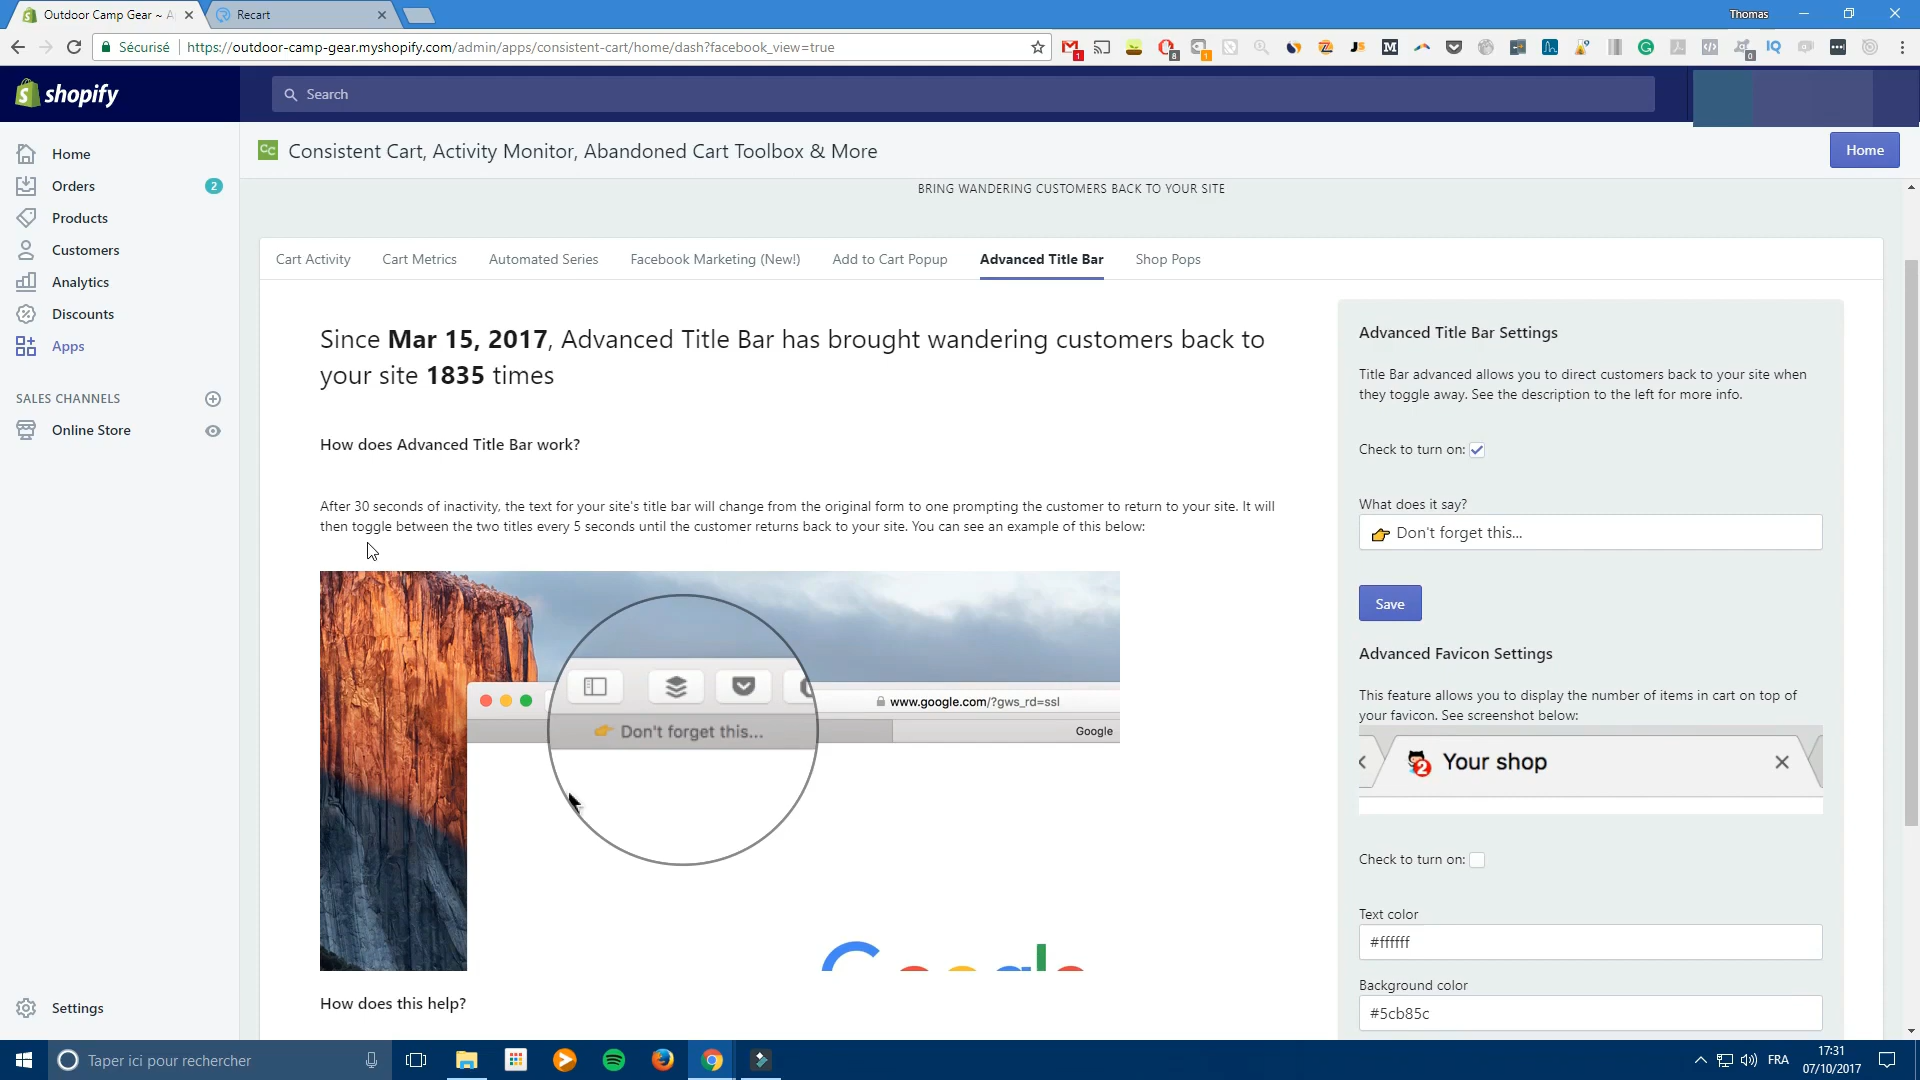 Outdoor Camp Gear ~ A
Recart
Thomas
Sécurisé
https://outdoor-camp-gear.myshopify.com/admin/apps/consistent-cart/home/dash?facebook_view=true
shopify
Search
Home
Orders
2
Products
Customers
Analytics
Discounts
Apps
SALES CHANNELS
Online Store
Settings
CC
Consistent Cart, Activity Monitor, Abandoned Cart Toolbox & More
Home
BRING WANDERING CUSTOMERS BACK TO YOUR SITE
Cart Activity
Cart Metrics
Automated Series
Facebook Marketing (New!)
Add to Cart Popup
Advanced Title Bar
Shop Pops
Since Mar 15, 2017, Advanced Title Bar has brought wandering customers back to
your site 1835 times
How does Advanced Title Bar work?
After 30 seconds of inactivity, the text for your site's title bar will change from the original form to one prompting the customer to return to your site. It will
then toggle between the two titles every 5 seconds until the customer returns back to your site. You can see an example of this below:
www.google.com/?gws_rd=ssl
👉 Don't forget this...
Google
Google
How does this help?
Advanced Title Bar Settings
Title Bar advanced allows you to direct customers back to your site when
they toggle away. See the description to the left for more info.
Check to turn on:
What does it say?
👉 Don't forget this...
Save
Advanced Favicon Settings
This feature allows you to display the number of items in cart on top of
your favicon. See screenshot below:
2
Your shop
Check to turn on:
Text color
#ffffff
Background color
#5cb85c
Taper ici pour rechercher
FRA
17:31
07/10/2017